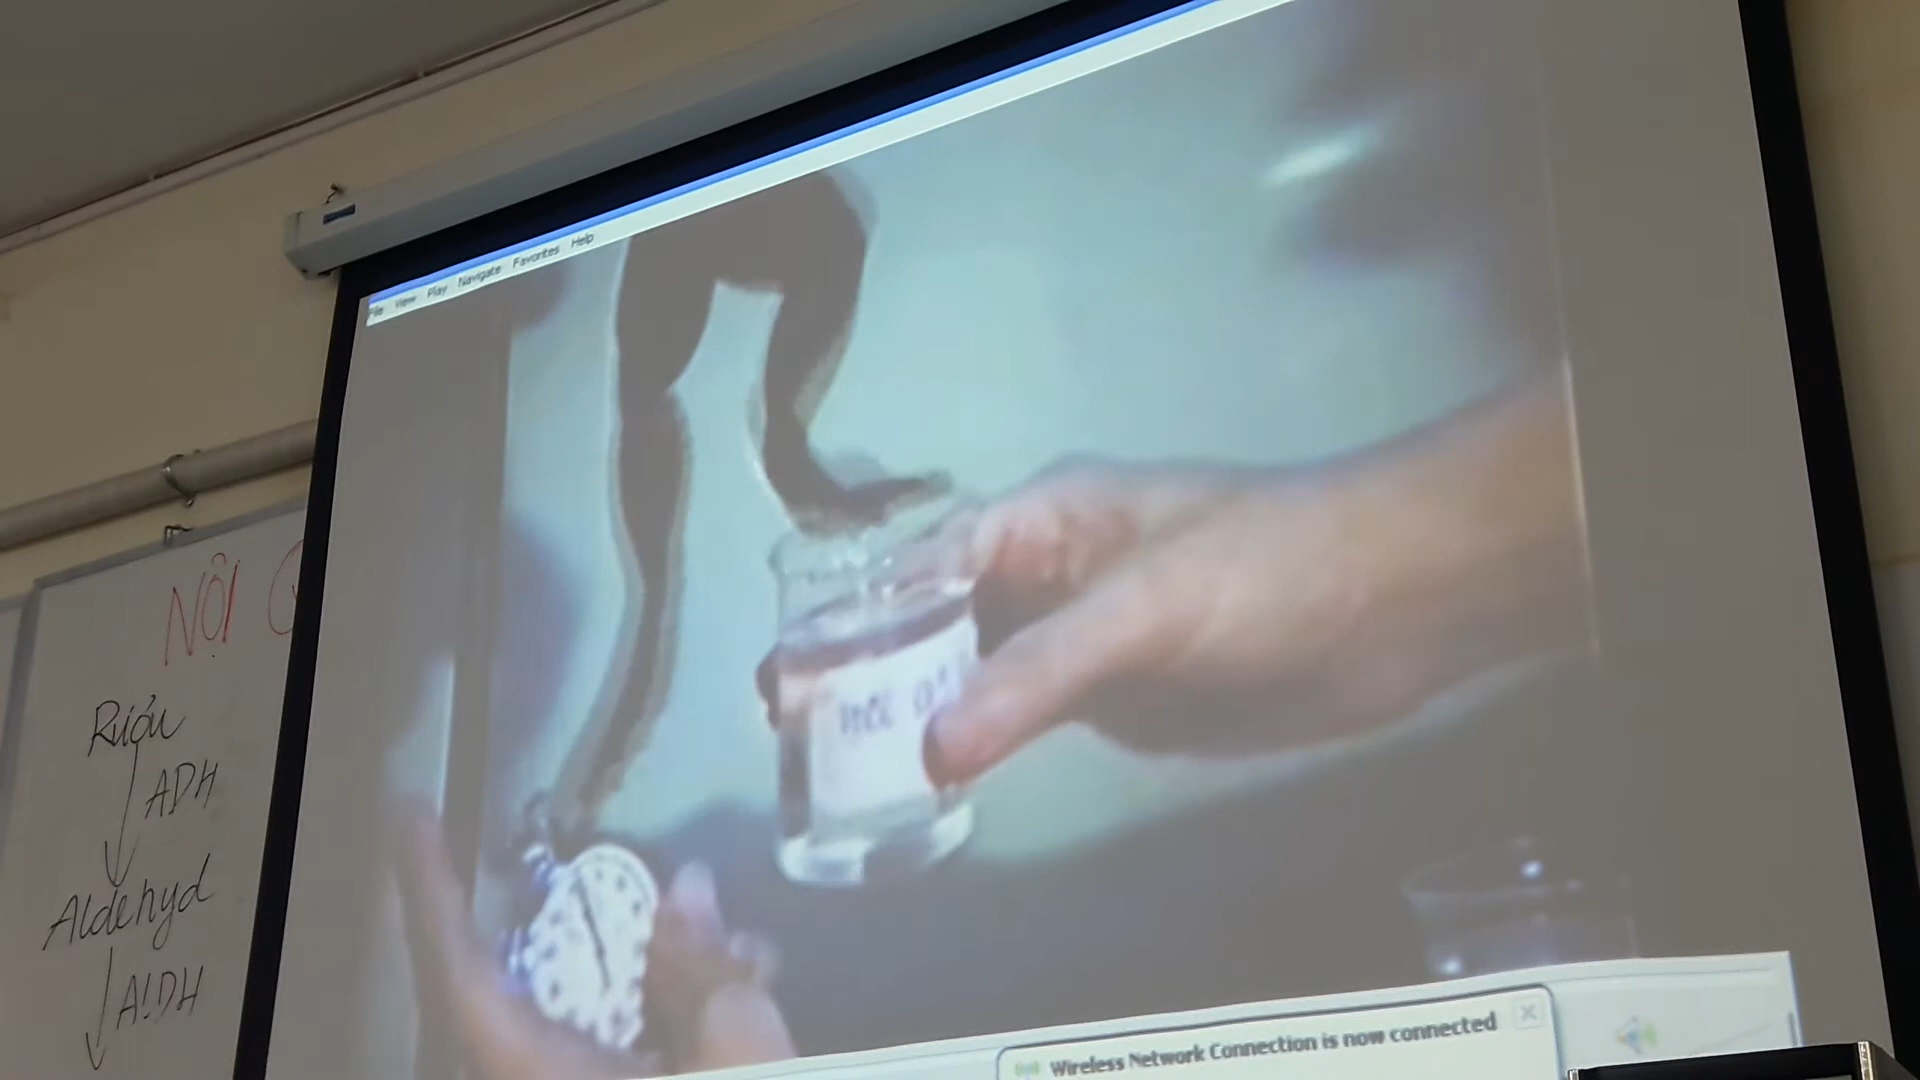 File View Play Navigate Favorites Help
NỘI
Rượu
ADH
Aldehyd
AlDH
Wireless Network Connection is now connected